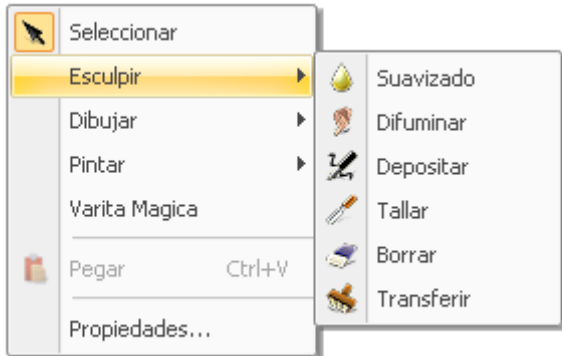 Seleccionar
Esculpir
Dibujar
Pintar
Varita Magica
Pegar Ctrl+V
Propiedades...
Suavizado
Difuminar
Depositar
Tallar
Borrar
Transferir